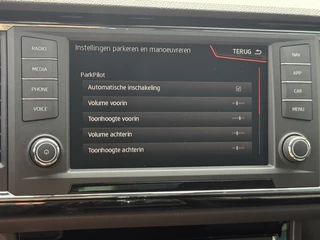 Instellingen parkeren en manoeuvreren
TERUG
RADIO
MEDIA
PHONE
VOICE
ParkPilot
Automatische inschakeling
Volume voorin
Toonhoogte voorin
Volume achterin
Toonhoogte achterin
NAV
APP
CAR
MENU